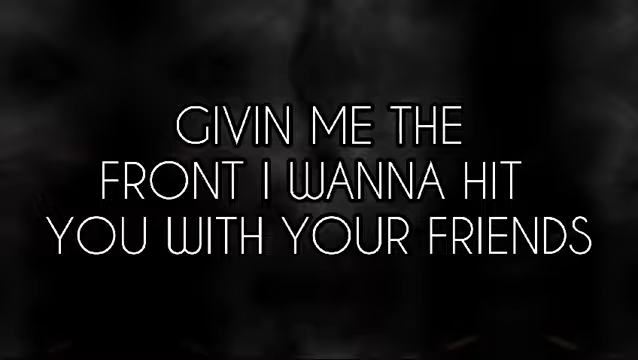 GIVIN ME THE
FRONT I WANNA HIT
YOU WITH YOUR FRIENDS